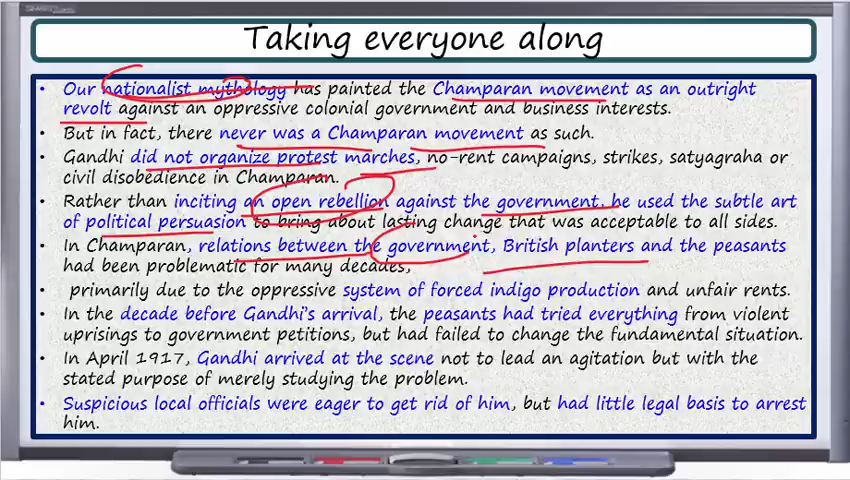 Taking everyone along
• Our nationalist mythology has painted the Champaran movement as an outright
revolt against an oppressive colonial government and business interests.
• But in fact, there never was a Champaran movement as such.
• Gandhi did not organize protest marches, no-rent campaigns, strikes, satyagraha or
civil disobedience in Champaran.
• Rather than inciting an open rebellion against the government, he used the subtle art
of political persuasion to bring about lasting change that was acceptable to all sides.
• In Champaran, relations between the government, British planters and the peasants
had been problematic for many decades,
• primarily due to the oppressive system of forced indigo production and unfair rents.
• In the decade before Gandhi's arrival, the peasants had tried everything from violent
uprisings to government petitions, but had failed to change the fundamental situation.
• In April 1917, Gandhi arrived at the scene not to lead an agitation but with the
stated purpose of merely studying the problem.
• Suspicious local officials were eager to get rid of him, but had little legal basis to arrest
him.